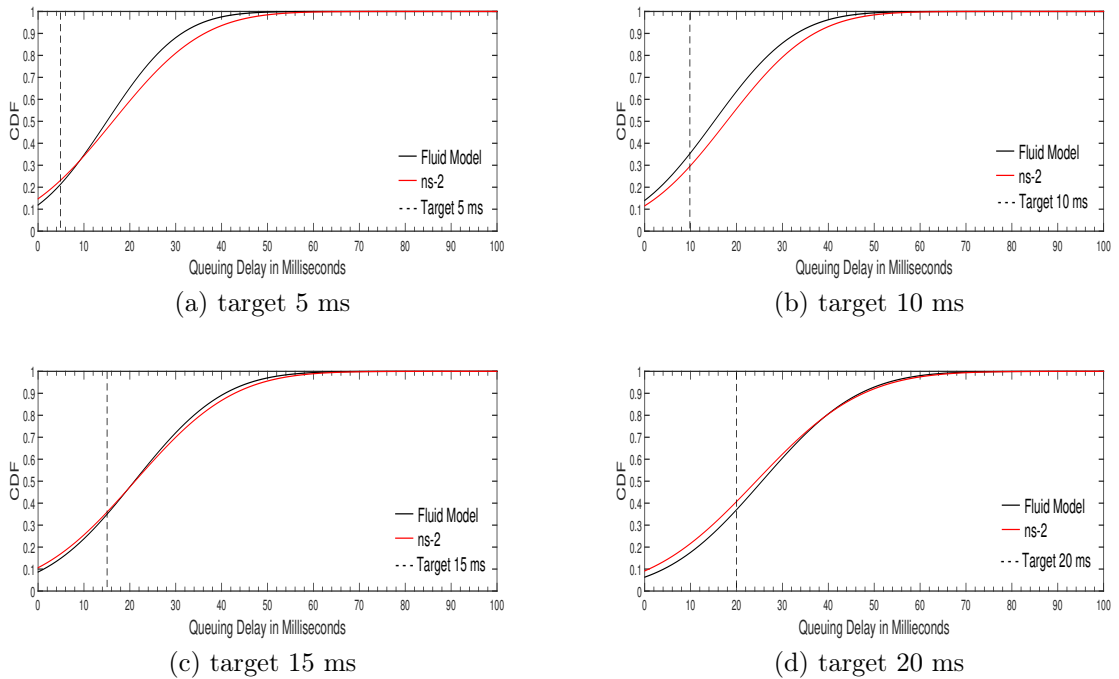 1
0.9
0.8
0.7
0.6
0.5
0.4
0.3
0.2
0.1
0
CDF
Fluid Model
ns-2
Target 5 ms
0 10 20 30 40 50 60 70 80 90 100
Queuing Delay in Milliseconds
(a) target 5 ms
1
0.9
0.8
0.7
0.6
0.5
0.4
0.3
0.2
0.1
0
CDF
Fluid Model
ns-2
Target 10 ms
0 10 20 30 40 50 60 70 80 90 100
Queuing Delay in Milliseconds
(b) target 10 ms
1
0.9
0.8
0.7
0.6
0.5
0.4
0.3
0.2
0.1
0
CDF
Fluid Model
ns-2
Target 15 ms
0 10 20 30 40 50 60 70 80 90 100
Queuing Delay in Milliseconds
(c) target 15 ms
1
0.9
0.8
0.7
0.6
0.5
0.4
0.3
0.2
0.1
0
CDF
Fluid Model
ns-2
Target 20 ms
0 10 20 30 40 50 60 70 80 90 100
Queuing Delay in Milliseconds
(d) target 20 ms